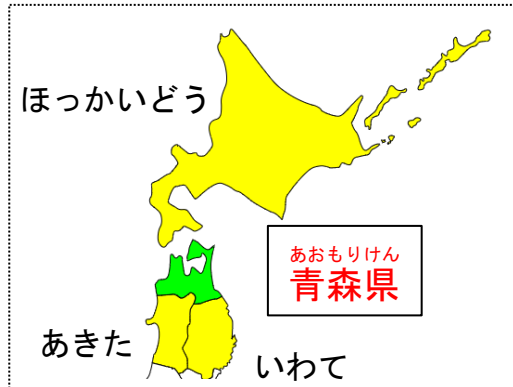 ほっかいどう
あおもりけん
青森県
あきた
いわて